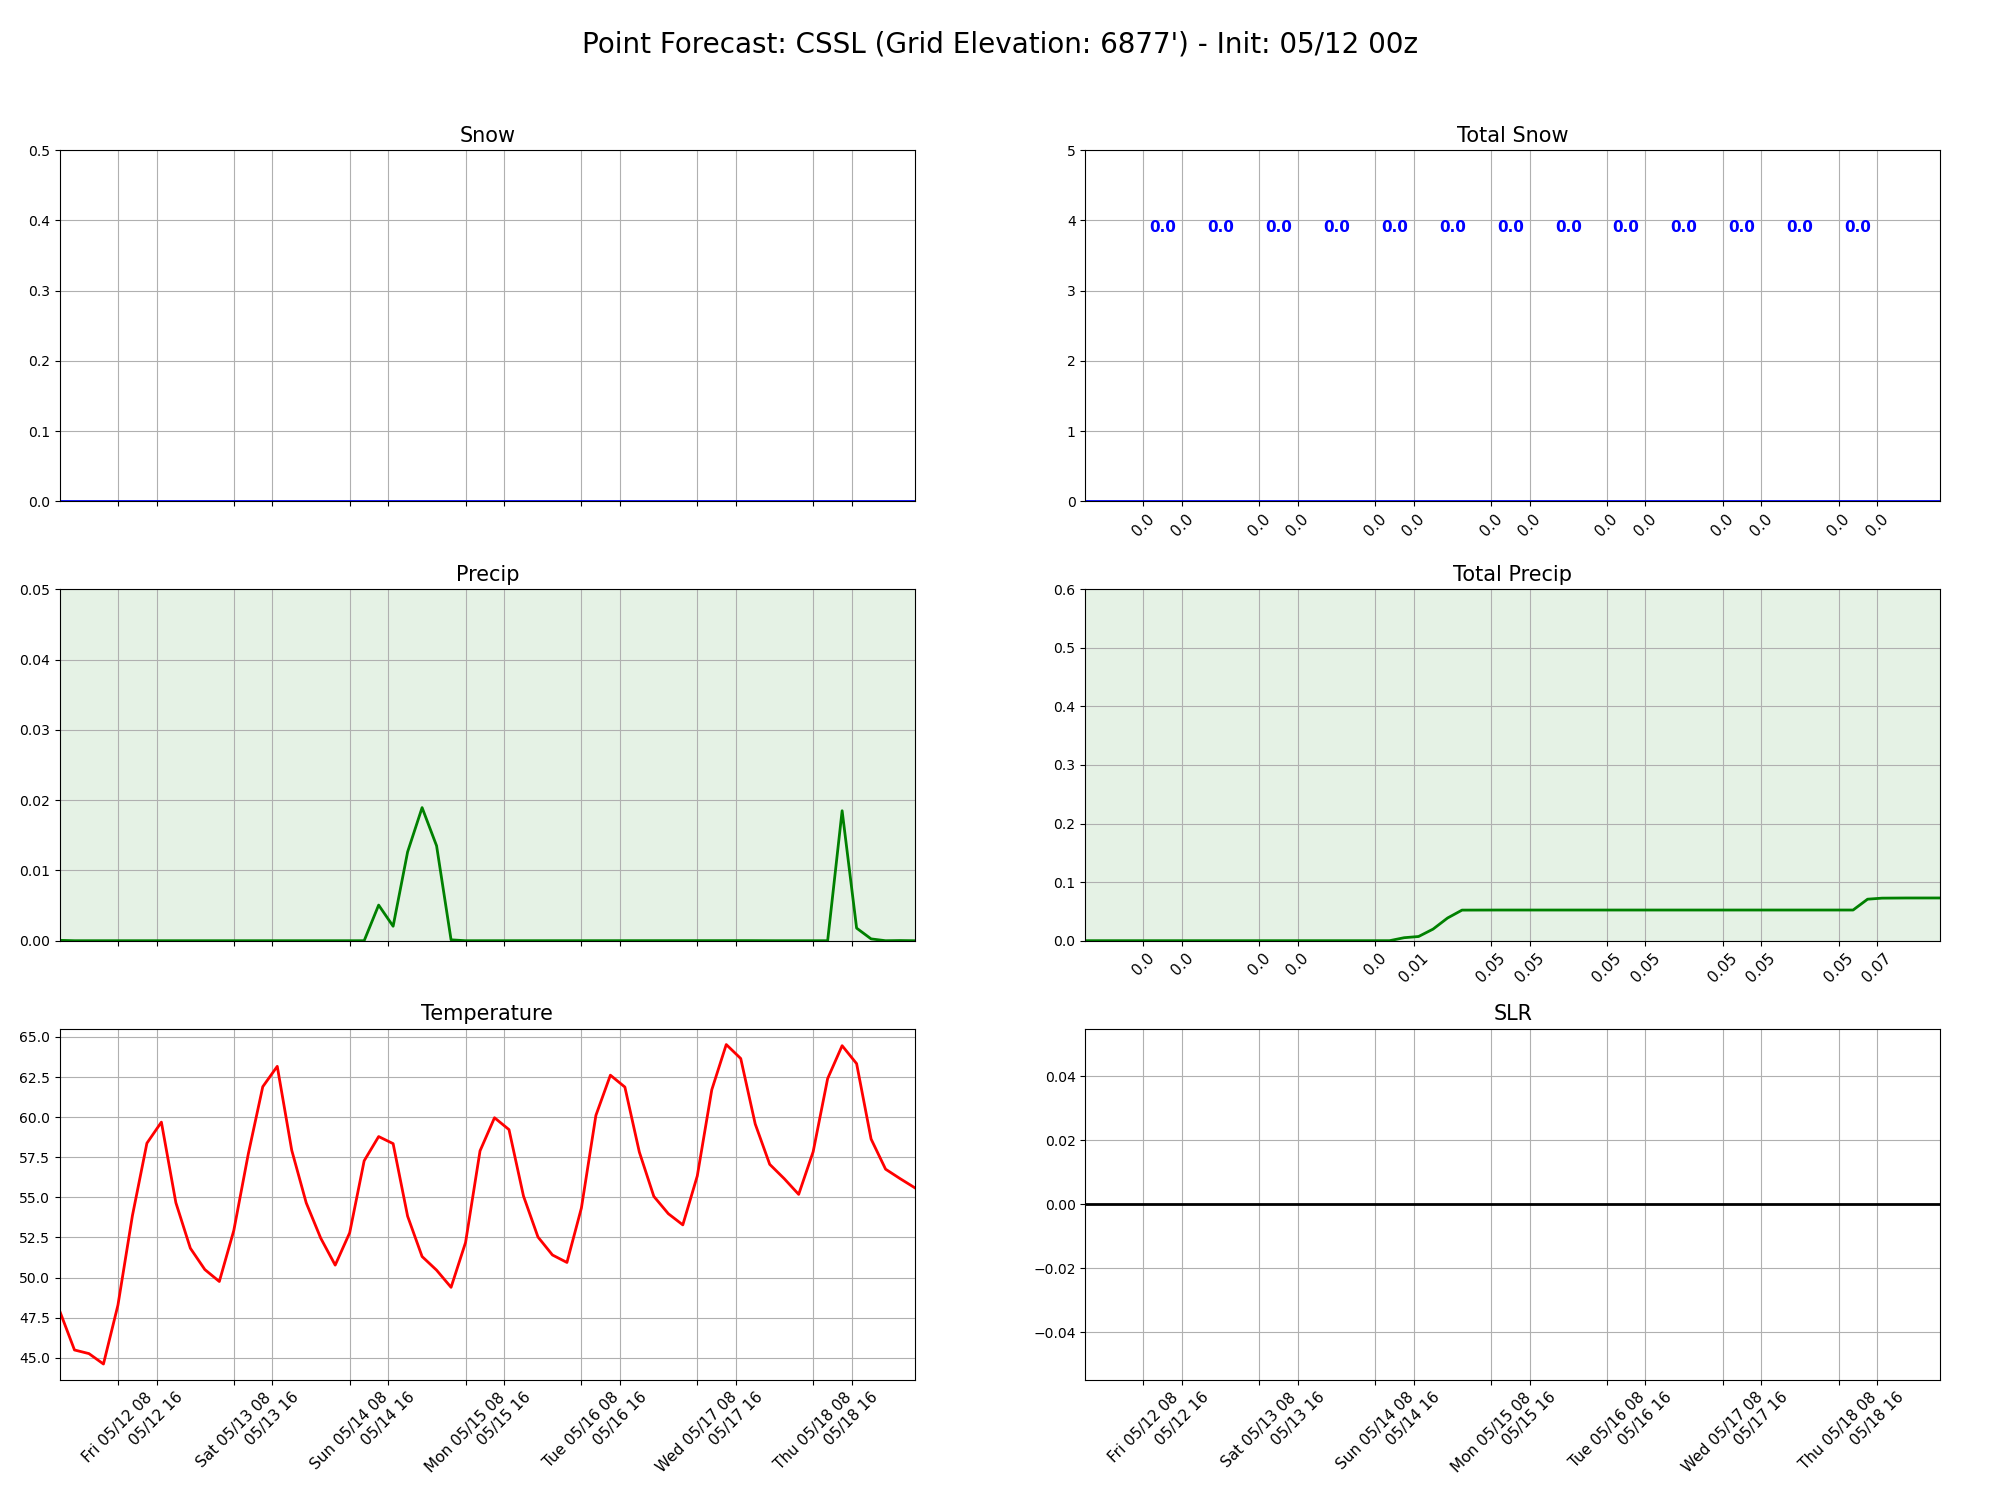 Point Forecast: CSSL (Grid Elevation: 6877') - Init: 05/12 00z
Snow
0.5
0.4
0.3
0.2
0.1
0.0
Total Snow
5
4
3
2
1
0
0.0 0.0 0.0 0.0 0.0 0.0 0.0 0.0 0.0 0.0 0.0 0.0 0.0
0.0 0.0 0.0 0.0 0.0 0.0 0.0 0.0 0.0 0.0 0.0 0.0 0.0 0.0
Precip
0.05
0.04
0.03
0.02
0.01
0.00
Total Precip
0.6
0.5
0.4
0.3
0.2
0.1
0.0
0.0 0.0 0.0 0.0 0.0 0.01 0.05 0.05 0.05 0.05 0.05 0.05 0.05 0.07
Temperature
65.0
62.5
60.0
57.5
55.0
52.5
50.0
47.5
45.0
Fri 05/12 08
05/12 16
Sat 05/13 08
05/13 16
Sun 05/14 08
05/14 16
Mon 05/15 08
05/15 16
Tue 05/16 08
05/16 16
Wed 05/17 08
05/17 16
Thu 05/18 08
05/18 16
SLR
0.04
0.02
0.00
−0.02
−0.04
Fri 05/12 08
05/12 16
Sat 05/13 08
05/13 16
Sun 05/14 08
05/14 16
Mon 05/15 08
05/15 16
Tue 05/16 08
05/16 16
Wed 05/17 08
05/17 16
Thu 05/18 08
05/18 16